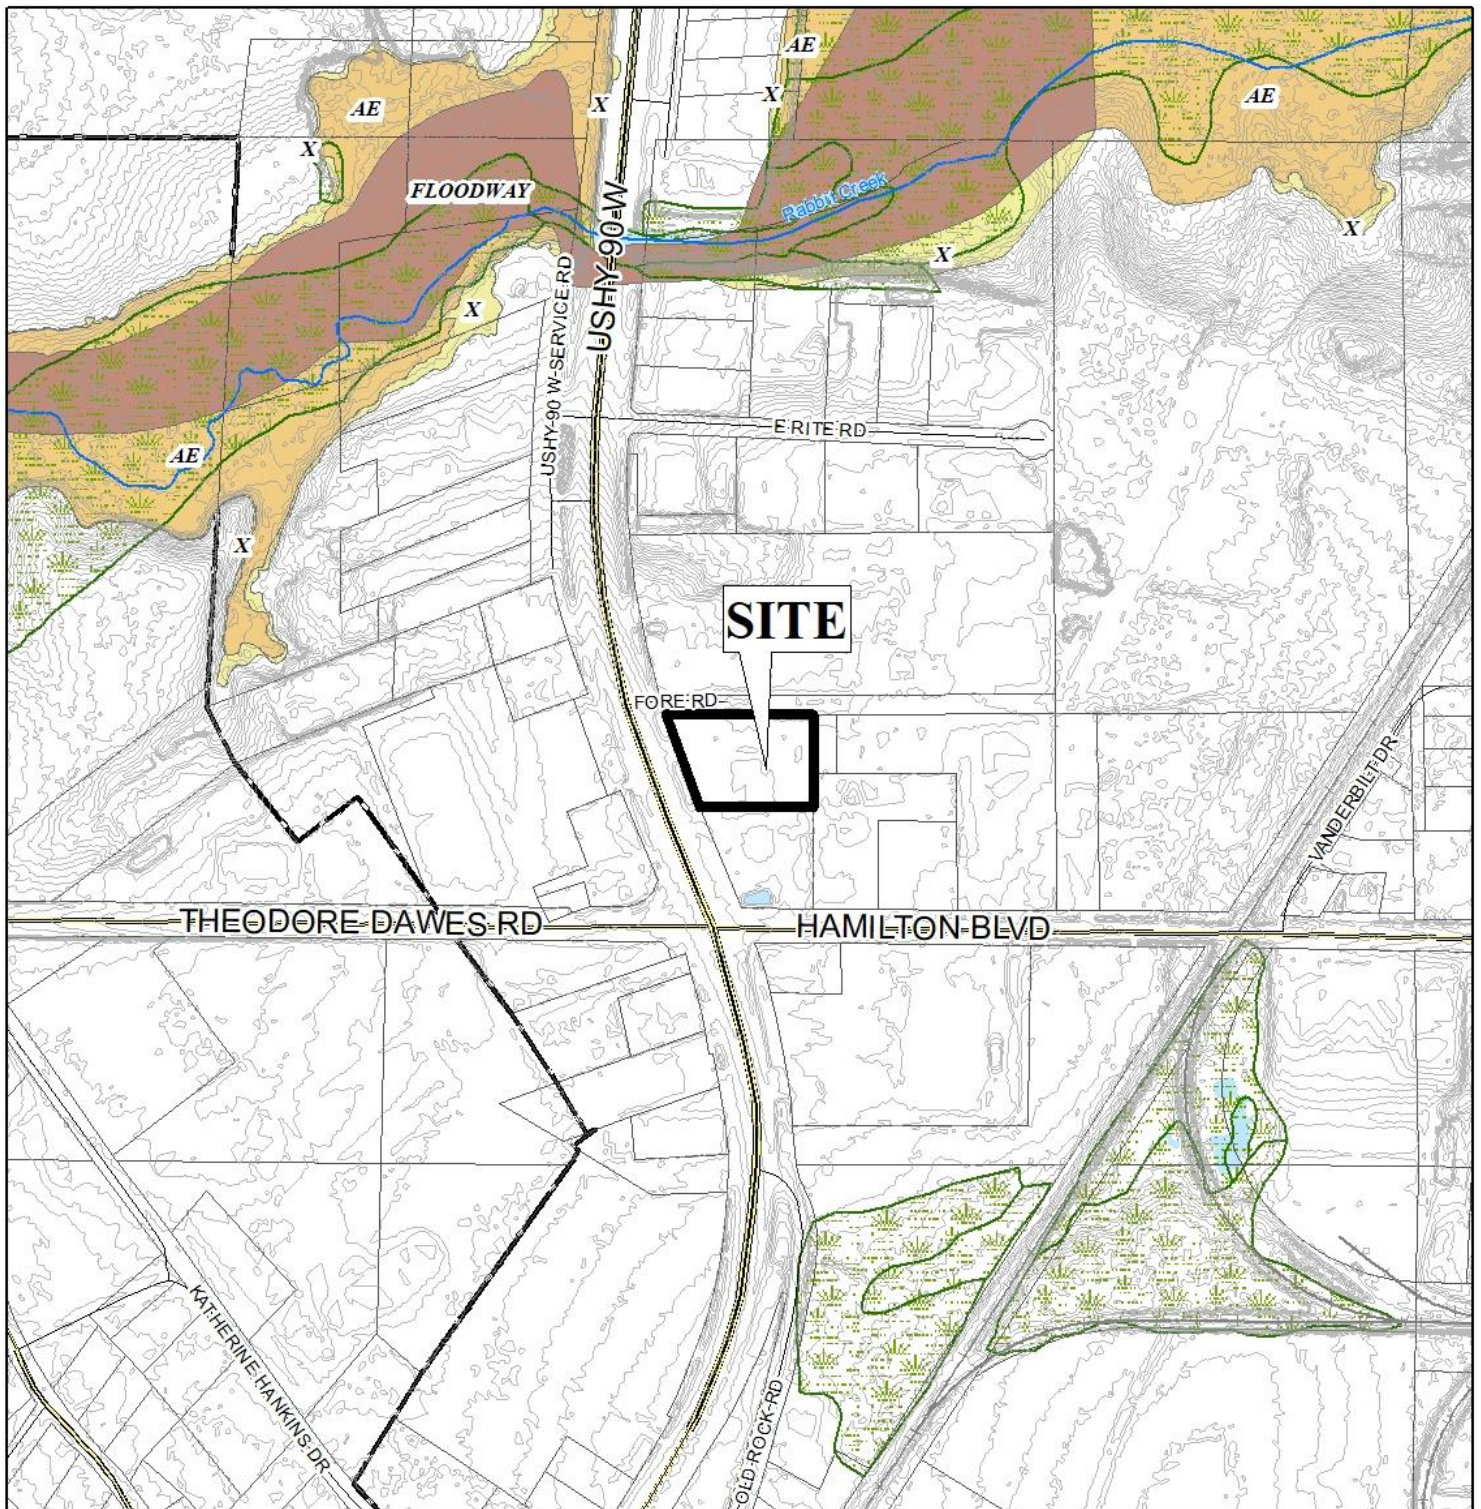 AE
X
X
AE
AE
X
FLOODWAY
Rabbit Creek
USHY 90 W
X
X
X
USHY 90 W-SERVICE RD
E RITE RD
AE
X
SITE
FORE RD
VANDERBILT DR
THEODORE DAWES RD
HAMILTON BLVD
KATHERINE HANKINS DR
OLD ROCK RD